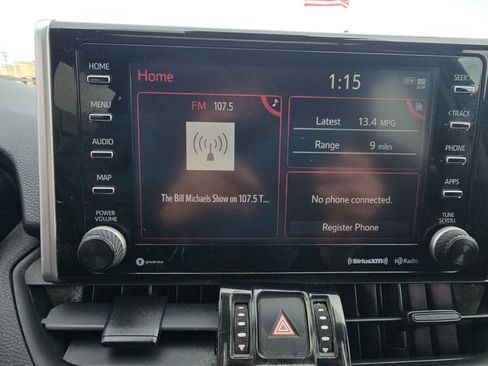 HOME
MENU
AUDIO
MAP
POWER
VOLUME
Home
1:15
FM 107.5
The Bill Michaels Show on 107.5 T...
Latest 13.4 MPG
Range 9 miles
No phone connected.
Register Phone
SEEK>
<TRACK
PHONE
APPS
TUNE
SCROLL
((SiriusXM))
HD Radio